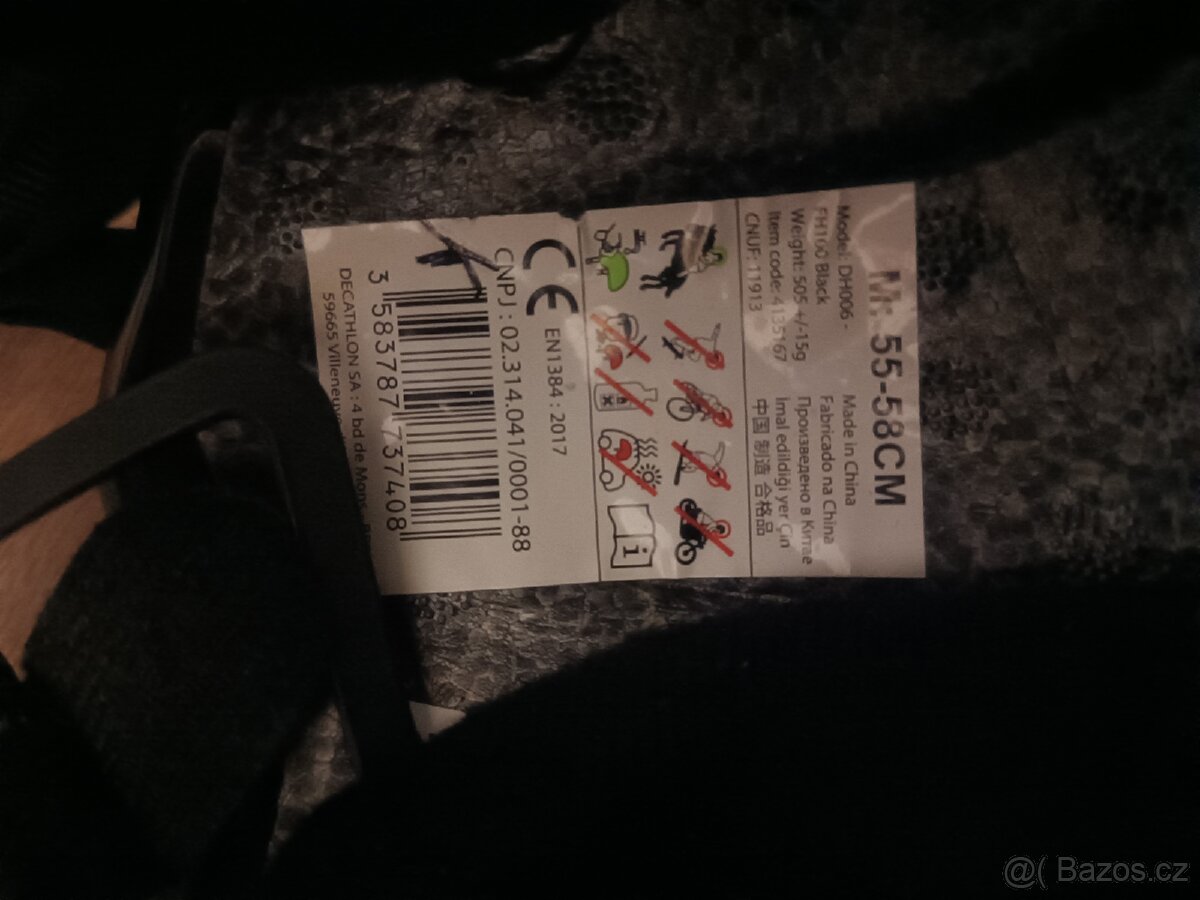 M: 55-58CM
Model: DH006 -
FH100 Black
Weight: 505 +/-15g
Item code: 4135167
CNUF: 11913
Made in China
Fabricado na China
Произведено в Китае
İmal edildiği yer Çin
中国 制造 合格品
i
CE EN1384 : 2017
CNPJ : 02.314.041/0001-88
3 583787 737408
DECATHLON SA : 4 bd de Mons
59665 Villeneuve
@( Bazos.cz